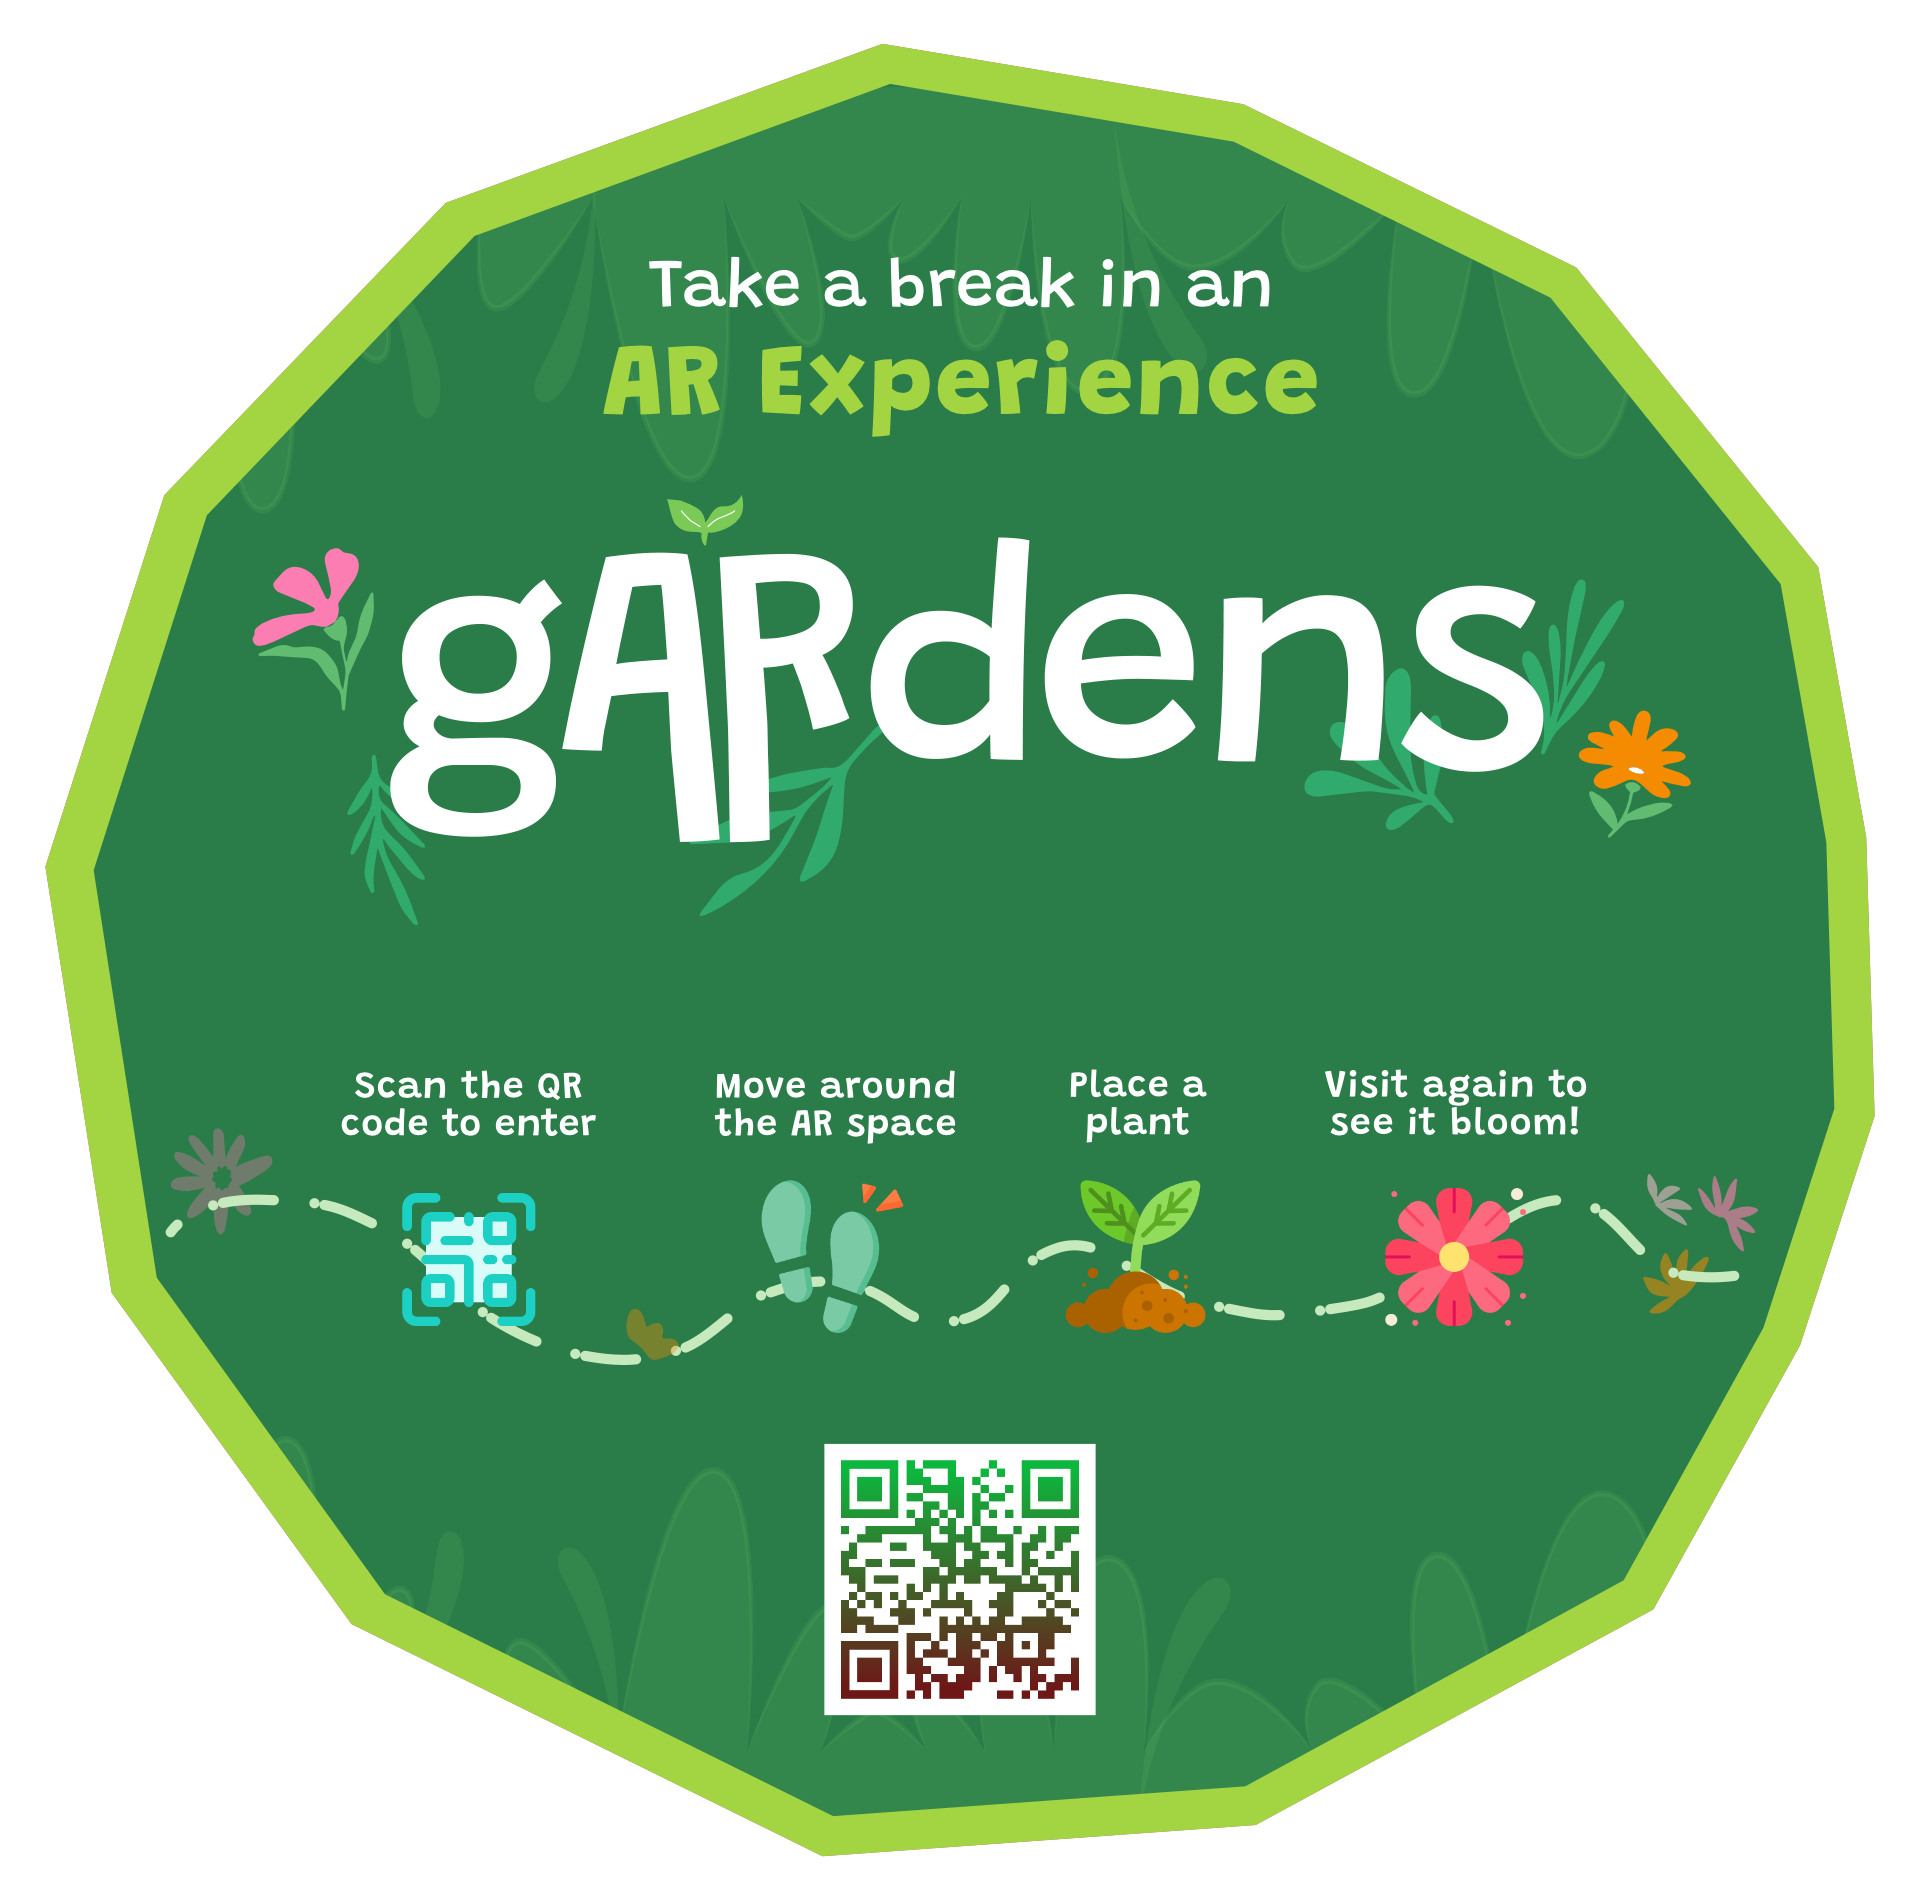 Take a break in an
AR Experience
gARdens
Scan the QR
code to enter
Move around
the AR space
Place a
plant
Visit again to
see it bloom!